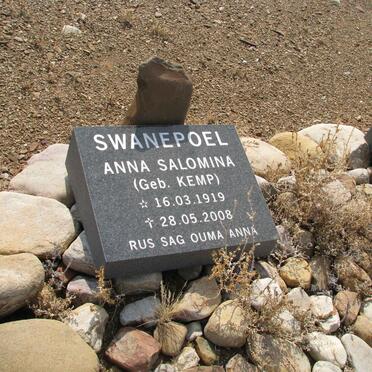 SWANEPOEL
ANNA SALOMINA
(Geb. KEMP)
☆ 16.03.1919
✝ 28.05.2008
RUS SAG OUMA ANNA